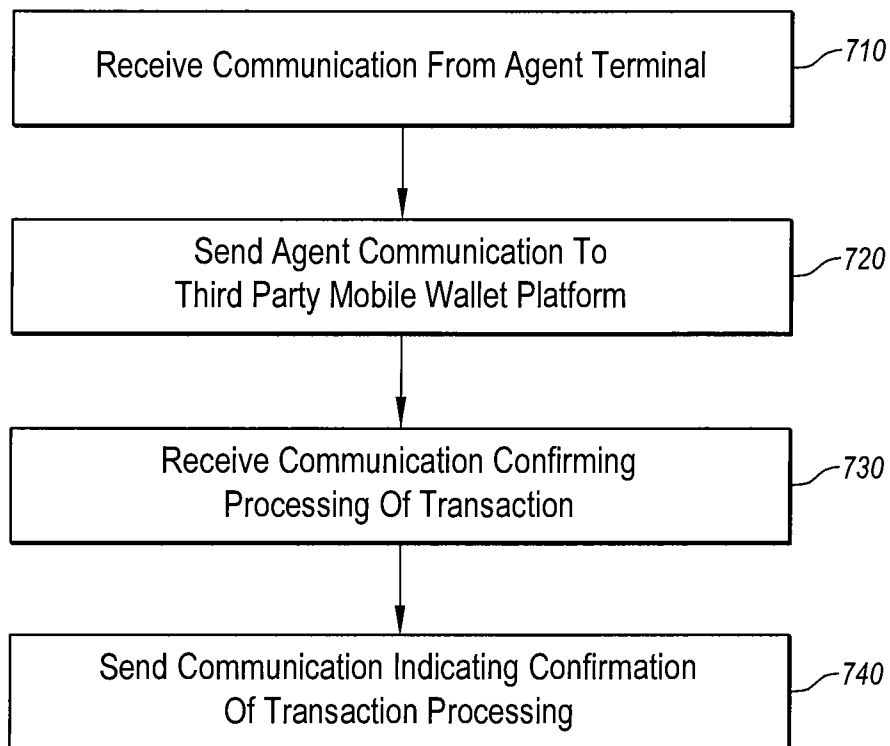 Receive Communication From Agent Terminal
710
Send Agent Communication To
Third Party Mobile Wallet Platform
720
Receive Communication Confirming
Processing Of Transaction
730
Send Communication Indicating Confirmation
Of Transaction Processing
740